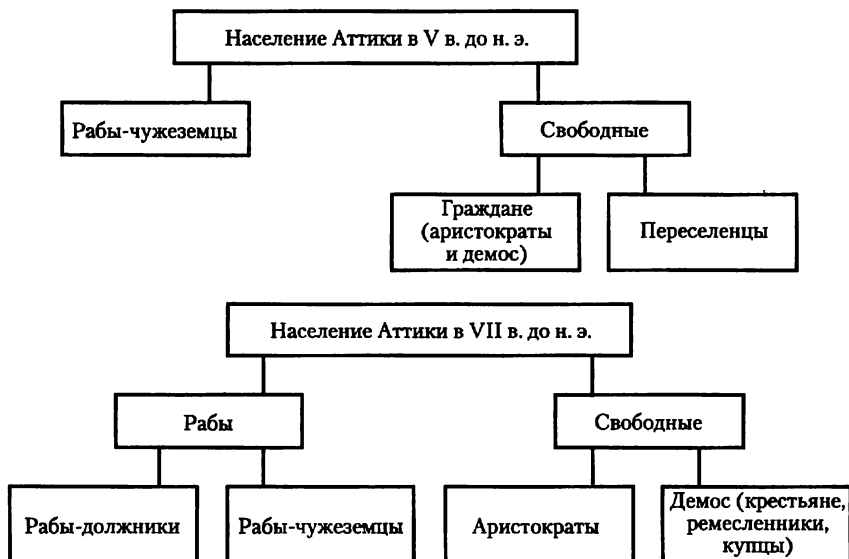 Население Аттики в V в. до н. э.
Рабы-чужеземцы
Свободные
Граждане
(аристократы
и демос)
Переселенцы
Население Аттики в VII в. до н. э.
Рабы
Свободные
Рабы-должники
Рабы-чужеземцы
Аристократы
Демос (крестьяне,
ремесленники,
купцы)